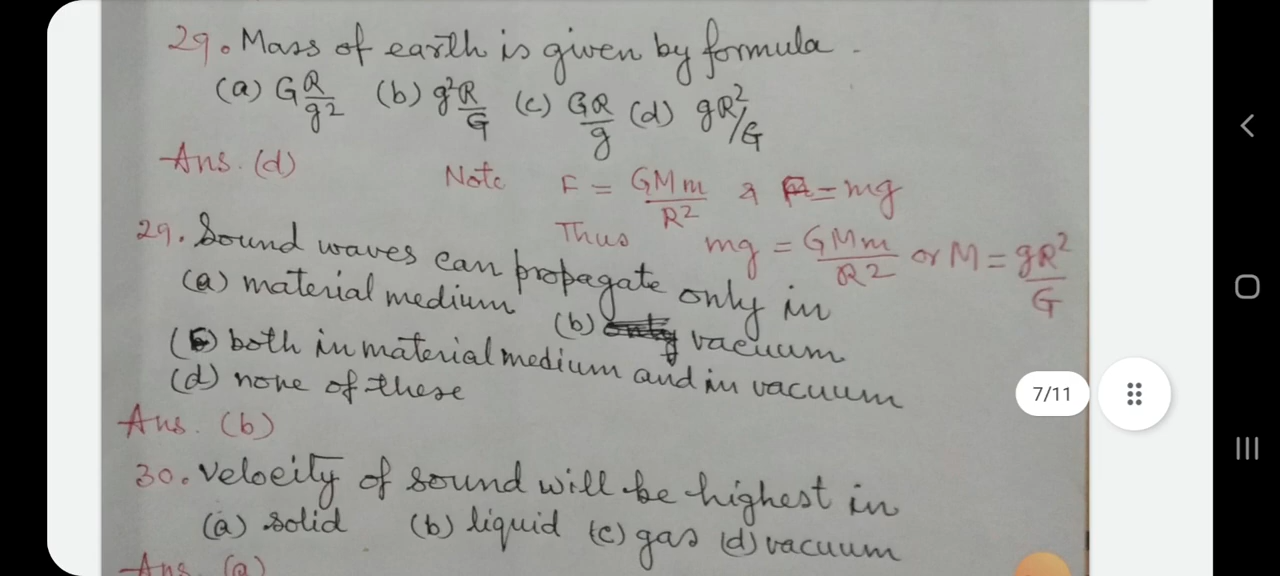 29. Mass of earth is given by formula.
(a) G R/g² (b) g² R/G (c) GR/g (d) gR²/G
Ans. (d)
Note F = GMm/R² & F = mg
Thus mg = GMm/R² or M = gR²/G
29. Sound waves can propagate only in
(a) material medium (b) vacuum
(c) both in material medium and in vacuum
(d) none of these
Ans. (b)
30. Velocity of sound will be highest in
(a) solid (b) liquid (c) gas (d) vacuum
Ans. (a)
7/11